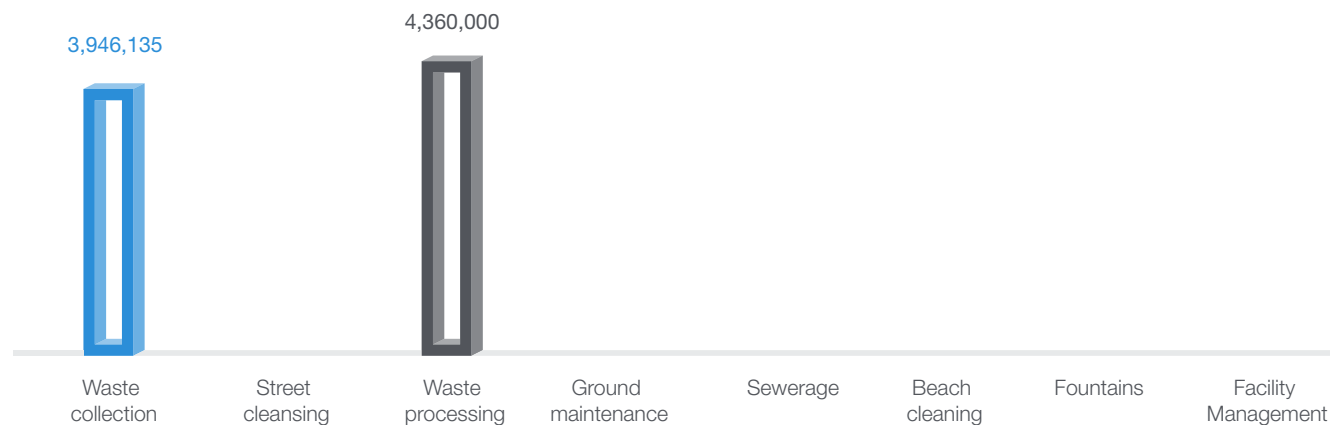 4,360,000
3,946,135
Waste
collection
Street
cleansing
Waste
processing
Ground
maintenance
Sewerage
Beach
cleaning
Fountains
Facility
Management